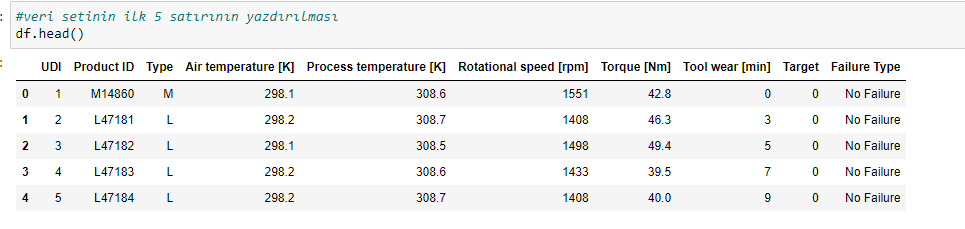 #veri setinin ilk 5 satırının yazdırılması
df.head()
UDI Product ID Type Air temperature [K] Process temperature [K] Rotational speed [rpm] Torque [Nm] Tool wear [min] Target Failure Type
0 1 M14860 M 298.1 308.6 1551 42.8 0 0 No Failure
1 2 L47181 L 298.2 308.7 1408 46.3 3 0 No Failure
2 3 L47182 L 298.1 308.5 1498 49.4 5 0 No Failure
3 4 L47183 L 298.2 308.6 1433 39.5 7 0 No Failure
4 5 L47184 L 298.2 308.7 1408 40.0 9 0 No Failure